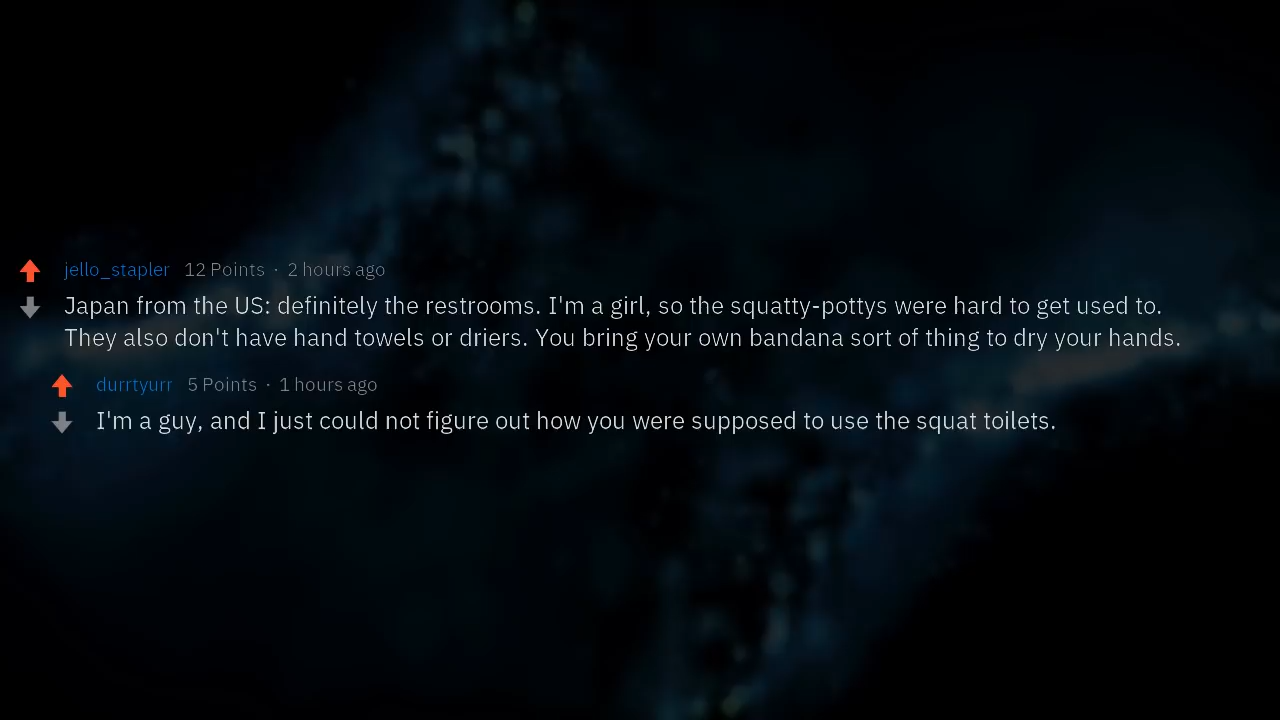 jello_stapler 12 Points · 2 hours ago
Japan from the US: definitely the restrooms. I'm a girl, so the squatty-pottys were hard to get used to.
They also don't have hand towels or driers. You bring your own bandana sort of thing to dry your hands.
durrtyurr 5 Points · 1 hours ago
I'm a guy, and I just could not figure out how you were supposed to use the squat toilets.